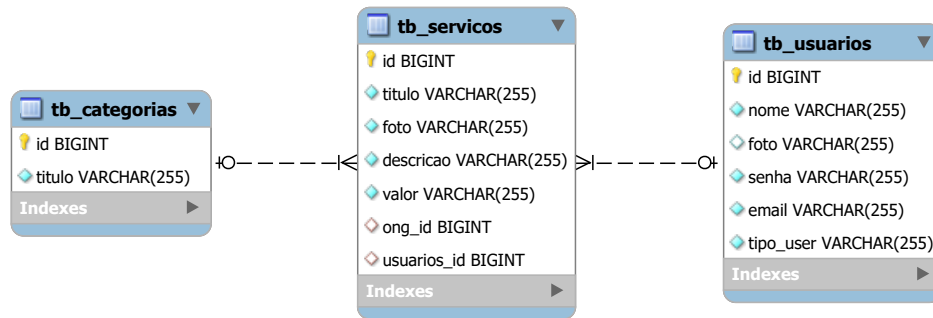 tb_categorias
id BIGINT
titulo VARCHAR(255)
Indexes
tb_servicos
id BIGINT
titulo VARCHAR(255)
foto VARCHAR(255)
descricao VARCHAR(255)
valor VARCHAR(255)
ong_id BIGINT
usuarios_id BIGINT
Indexes
tb_usuarios
id BIGINT
nome VARCHAR(255)
foto VARCHAR(255)
senha VARCHAR(255)
email VARCHAR(255)
tipo_user VARCHAR(255)
Indexes